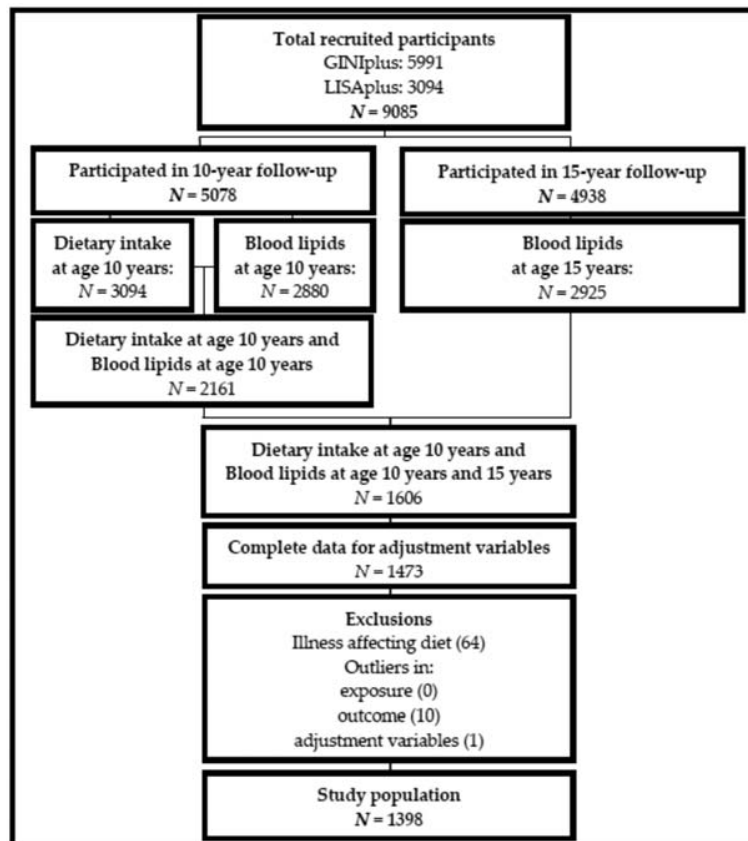 Total recruited participants
GINIplus: 5991
LISAplus: 3094
N = 9085
Participated in 10-year follow-up
N = 5078
Participated in 15-year follow-up
N = 4938
Dietary intake
at age 10 years:
N = 3094
Blood lipids
at age 10 years:
N = 2880
Blood lipids
at age 15 years:
N = 2925
Dietary intake at age 10 years and
Blood lipids at age 10 years
N = 2161
Dietary intake at age 10 years and
Blood lipids at age 10 years and 15 years
N = 1606
Complete data for adjustment variables
N = 1473
Exclusions
Illness affecting diet (64)
Outliers in:
exposure (0)
outcome (10)
adjustment variables (1)
Study population
N = 1398